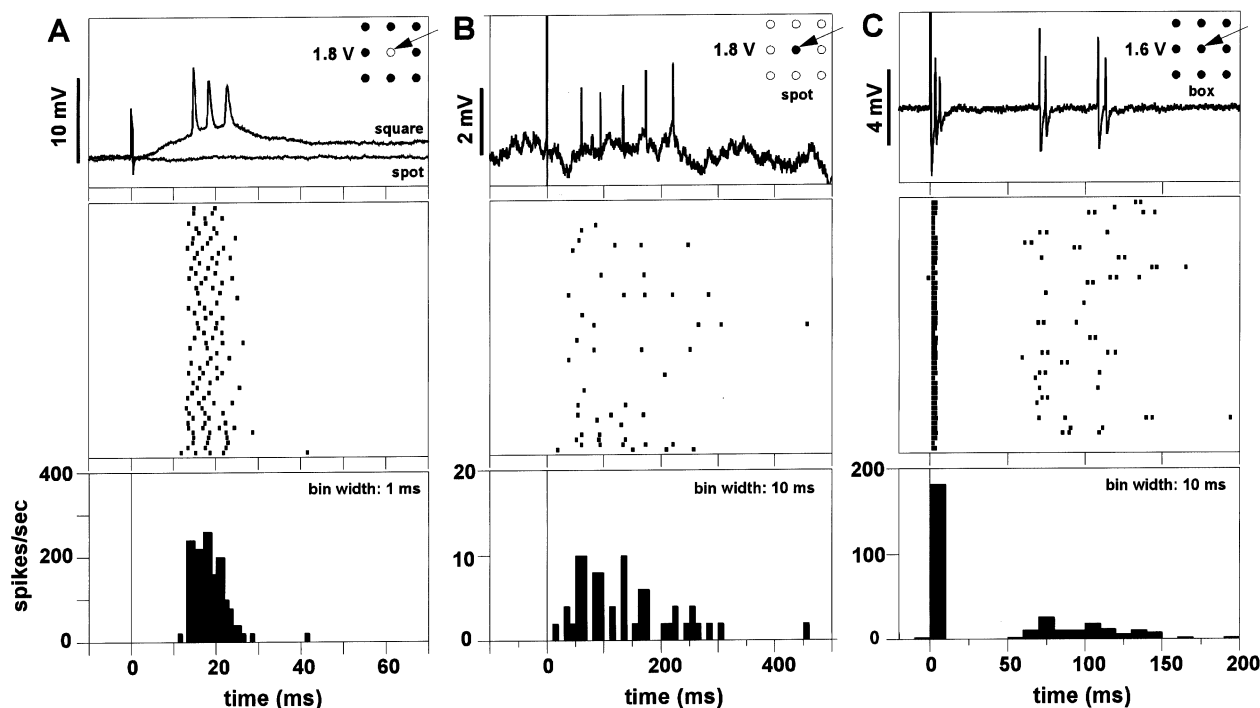 A
1.8 V
10 mV
square
spot
B
1.8 V
spot
2 mV
C
1.6 V
box
4 mV
400
200
0
spikes/sec
bin width: 1 ms
0 20 40 60
time (ms)
20
10
0
bin width: 10 ms
0 200 400
time (ms)
200
100
0
bin width: 10 ms
0 50 100 150 200
time (ms)